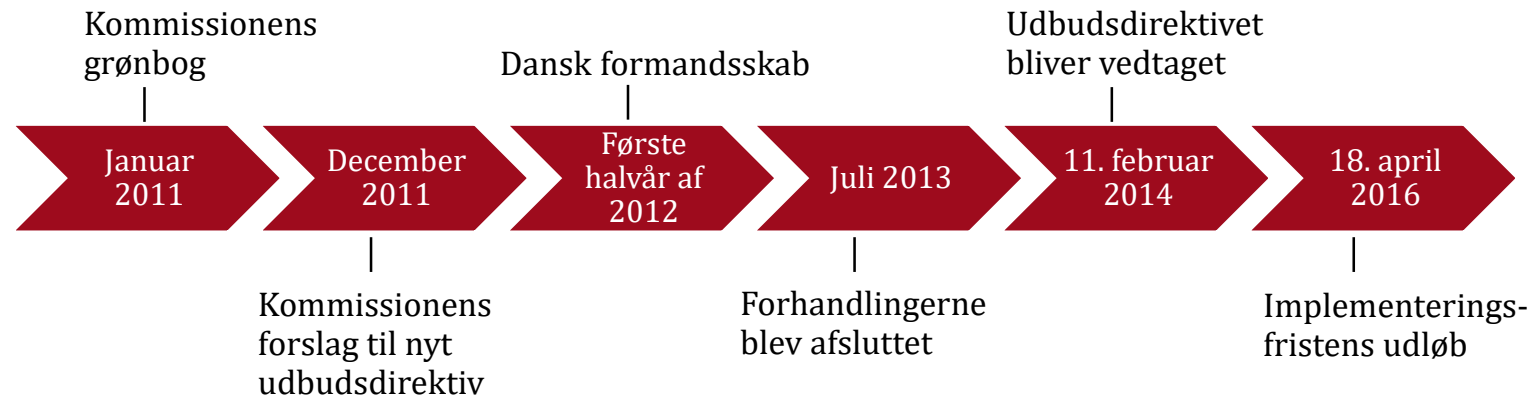 Kommissionens
grønbog
Januar
2011
December
2011
Kommissionens
forslag til nyt
udbudsdirektiv
Dansk formandsskab
Første
halvår af
2012
Juli 2013
Forhandlingerne
blev afsluttet
Udbudsdirektivet
bliver vedtaget
11. februar
2014
18. april
2016
Implementerings-
fristens udløb